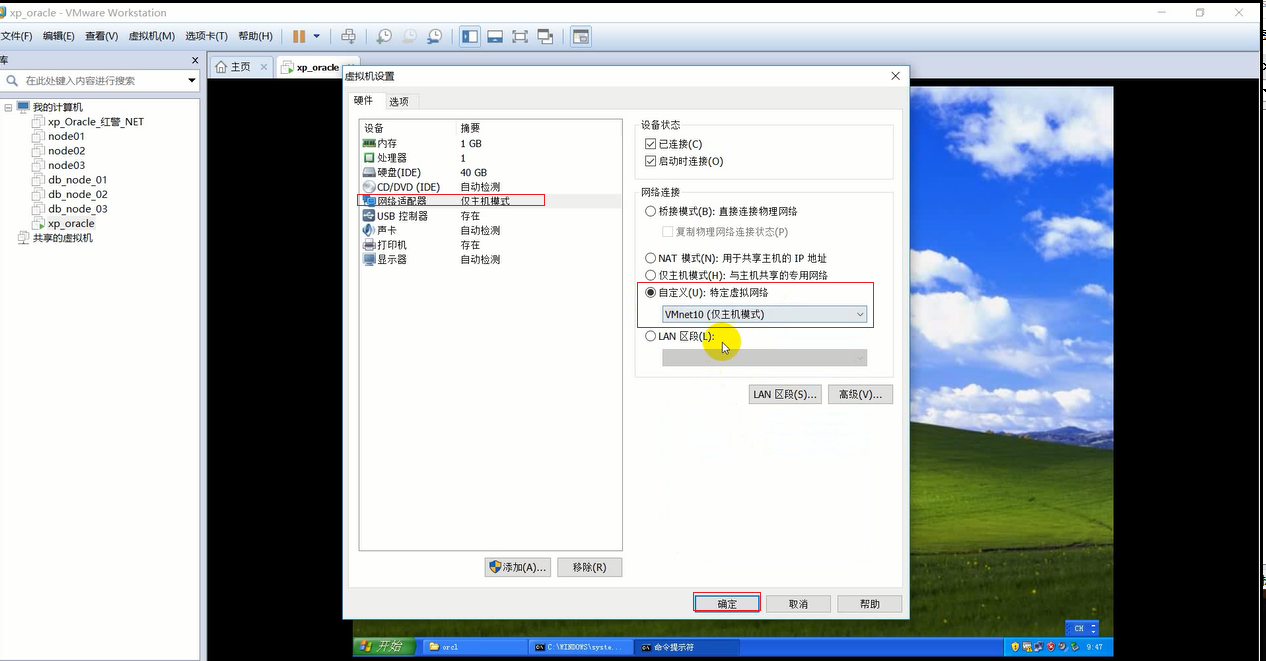 xp_oracle - VMware Workstation
文件(F) 编辑(E) 查看(V) 虚拟机(M) 选项卡(T) 帮助(H)
库
在此处键入内容进行搜索
我的计算机
xp_Oracle_红警_NET
node01
node02
node03
db_node_01
db_node_02
db_node_03
xp_oracle
共享的虚拟机
主页 xp_oracle
虚拟机设置
硬件 选项
设备 摘要
内存 1 GB
处理器 1
硬盘(IDE) 40 GB
CD/DVD (IDE) 自动检测
网络适配器 仅主机模式
USB 控制器 存在
声卡 自动检测
打印机 存在
显示器 自动检测
添加(A)... 移除(R)
设备状态
已连接(C)
启动时连接(O)
网络连接
桥接模式(B): 直接连接物理网络
复制物理网络连接状态(P)
NAT 模式(N): 用于共享主机的 IP 地址
仅主机模式(H): 与主机共享的专用网络
自定义(U): 特定虚拟网络
VMnet10 (仅主机模式)
LAN 区段(L):
LAN 区段(S)... 高级(V)...
确定 取消 帮助
CH
开始 orcl C:\WINDOWS\syste... 命令提示符 9:47